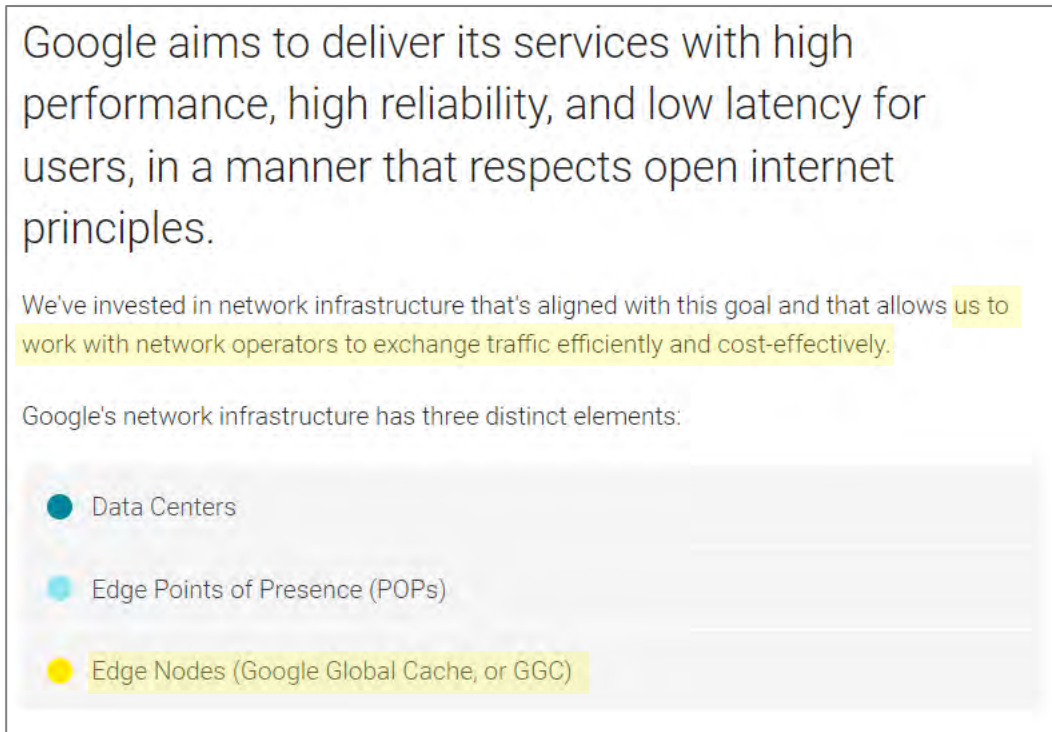 Google aims to deliver its services with high
performance, high reliability, and low latency for
users, in a manner that respects open internet
principles.
We've invested in network infrastructure that's aligned with this goal and that allows us to
work with network operators to exchange traffic efficiently and cost-effectively.
Google's network infrastructure has three distinct elements:
Data Centers
Edge Points of Presence (POPs)
Edge Nodes (Google Global Cache, or GGC)